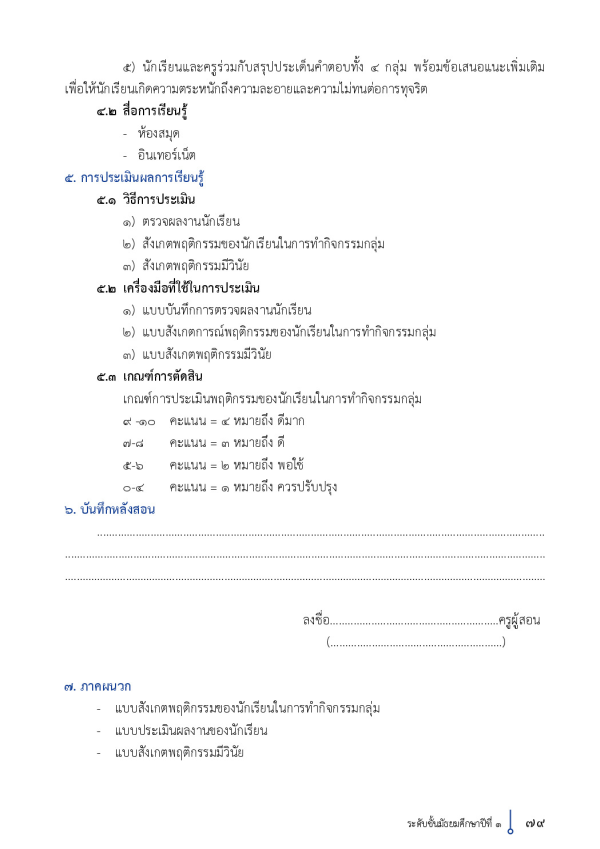 ๕) นักเรียนและครูร่วมกับสรุปประเด็นคำตอบทั้ง ๔ กลุ่ม พร้อมข้อเสนอแนะเพิ่มเติม
เพื่อให้นักเรียนเกิดความตระหนักถึงความละอายและความไม่ทนต่อการทุจริต
๔.๒ สื่อการเรียนรู้
- ห้องสมุด
- อินเทอร์เน็ต
๕. การประเมินผลการเรียนรู้
๕.๑ วิธีการประเมิน
๑) ตรวจผลงานนักเรียน
๒) สังเกตพฤติกรรมของนักเรียนในการทำกิจกรรมกลุ่ม
๓) สังเกตพฤติกรรมมีวินัย
๕.๒ เครื่องมือที่ใช้ในการประเมิน
๑) แบบบันทึกการตรวจผลงานนักเรียน
๒) แบบสังเกตการณ์พฤติกรรมของนักเรียนในการทำกิจกรรมกลุ่ม
๓) แบบสังเกตพฤติกรรมมีวินัย
๕.๓ เกณฑ์การตัดสิน
เกณฑ์การประเมินพฤติกรรมของนักเรียนในการทำกิจกรรมกลุ่ม
๙ -๑๐ คะแนน = ๔ หมายถึง ดีมาก
๗-๘ คะแนน = ๓ หมายถึง ดี
๕-๖ คะแนน = ๒ หมายถึง พอใช้
๐-๔ คะแนน = ๑ หมายถึง ควรปรับปรุง
๖. บันทึกหลังสอน
................................................................................
................................................................................
................................................................................
ลงชื่อ.........................................................ครูผู้สอน
(..........................................................)
๗. ภาคผนวก
- แบบสังเกตพฤติกรรมของนักเรียนในการทำกิจกรรมกลุ่ม
- แบบประเมินผลงานของนักเรียน
- แบบสังเกตพฤติกรรมมีวินัย
ระดับชั้นมัธยมศึกษาปีที่ ๑ ๗๙